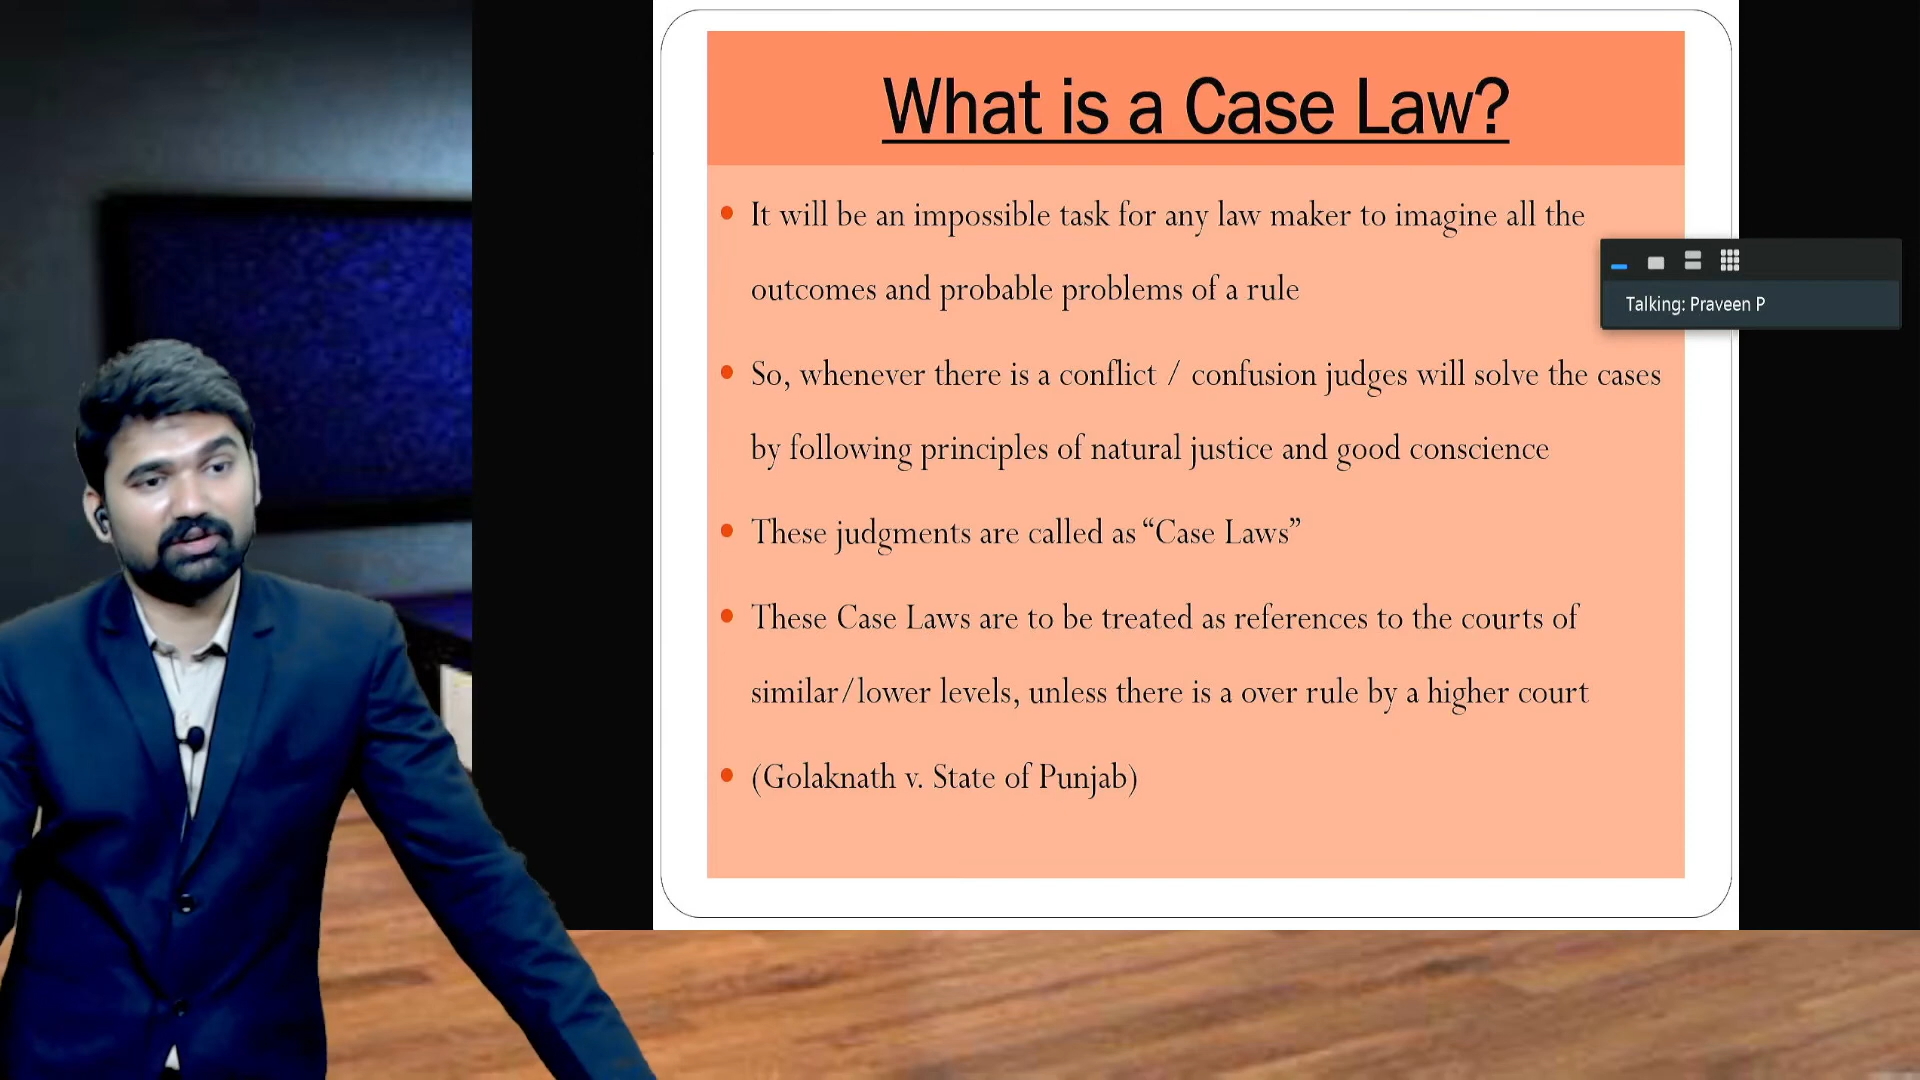 What is a Case Law?
• It will be an impossible task for any law maker to imagine all the
outcomes and probable problems of a rule
• So, whenever there is a conflict / confusion judges will solve the cases
by following principles of natural justice and good conscience
• These judgments are called as “Case Laws”
• These Case Laws are to be treated as references to the courts of
similar/lower levels, unless there is a over rule by a higher court
• (Golaknath v. State of Punjab)
Talking: Praveen P